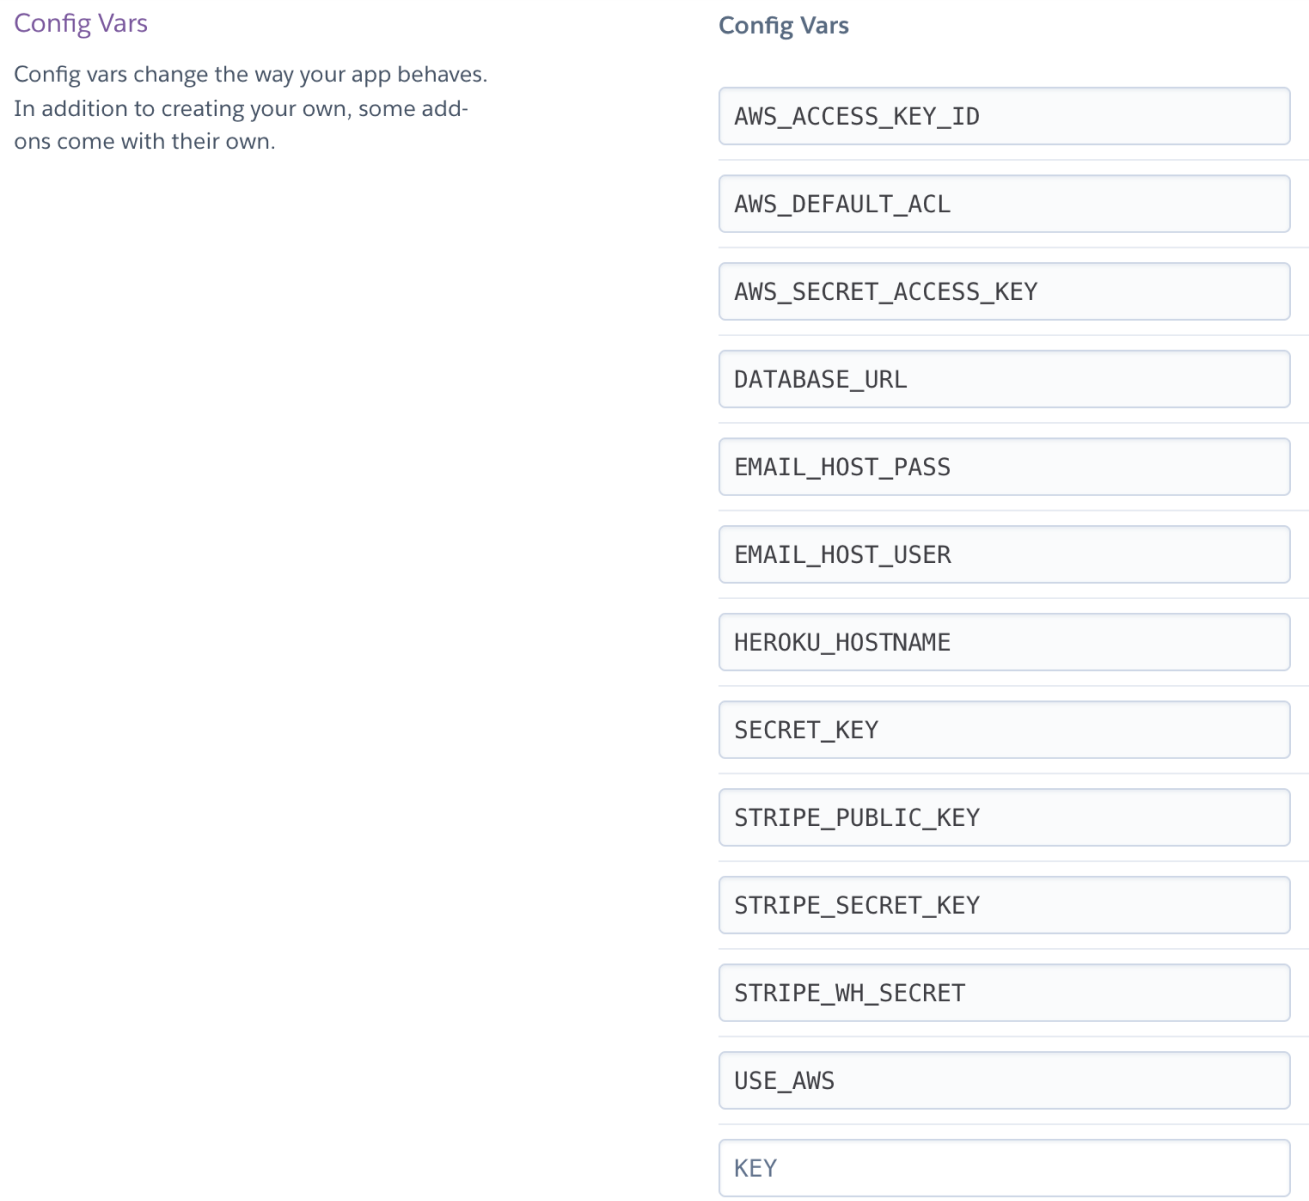 Config Vars
Config vars change the way your app behaves.
In addition to creating your own, some add-
ons come with their own.
Config Vars
AWS_ACCESS_KEY_ID
AWS_DEFAULT_ACL
AWS_SECRET_ACCESS_KEY
DATABASE_URL
EMAIL_HOST_PASS
EMAIL_HOST_USER
HEROKU_HOSTNAME
SECRET_KEY
STRIPE_PUBLIC_KEY
STRIPE_SECRET_KEY
STRIPE_WH_SECRET
USE_AWS
KEY